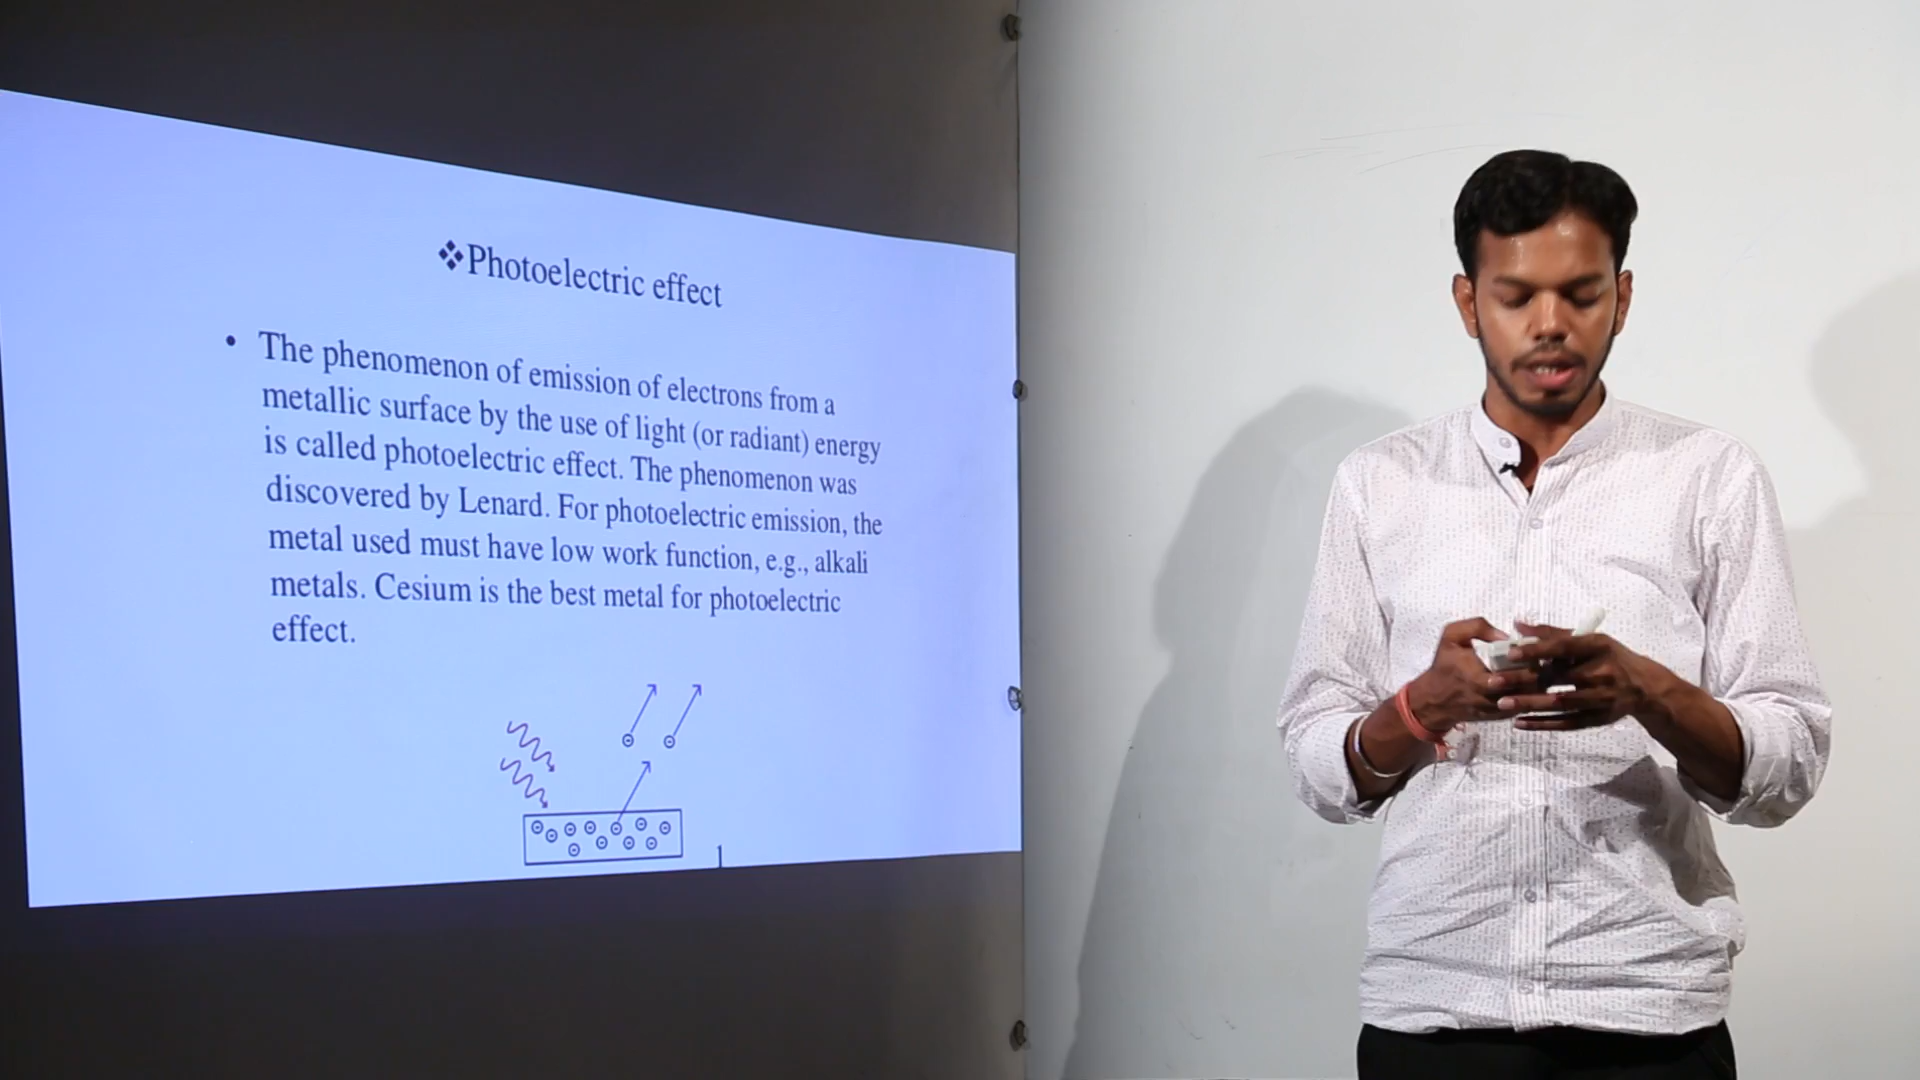 ❖Photoelectric effect
• The phenomenon of emission of electrons from a
metallic surface by the use of light (or radiant) energy
is called photoelectric effect. The phenomenon was
discovered by Lenard. For photoelectric emission, the
metal used must have low work function, e.g., alkali
metals. Cesium is the best metal for photoelectric
effect.
1